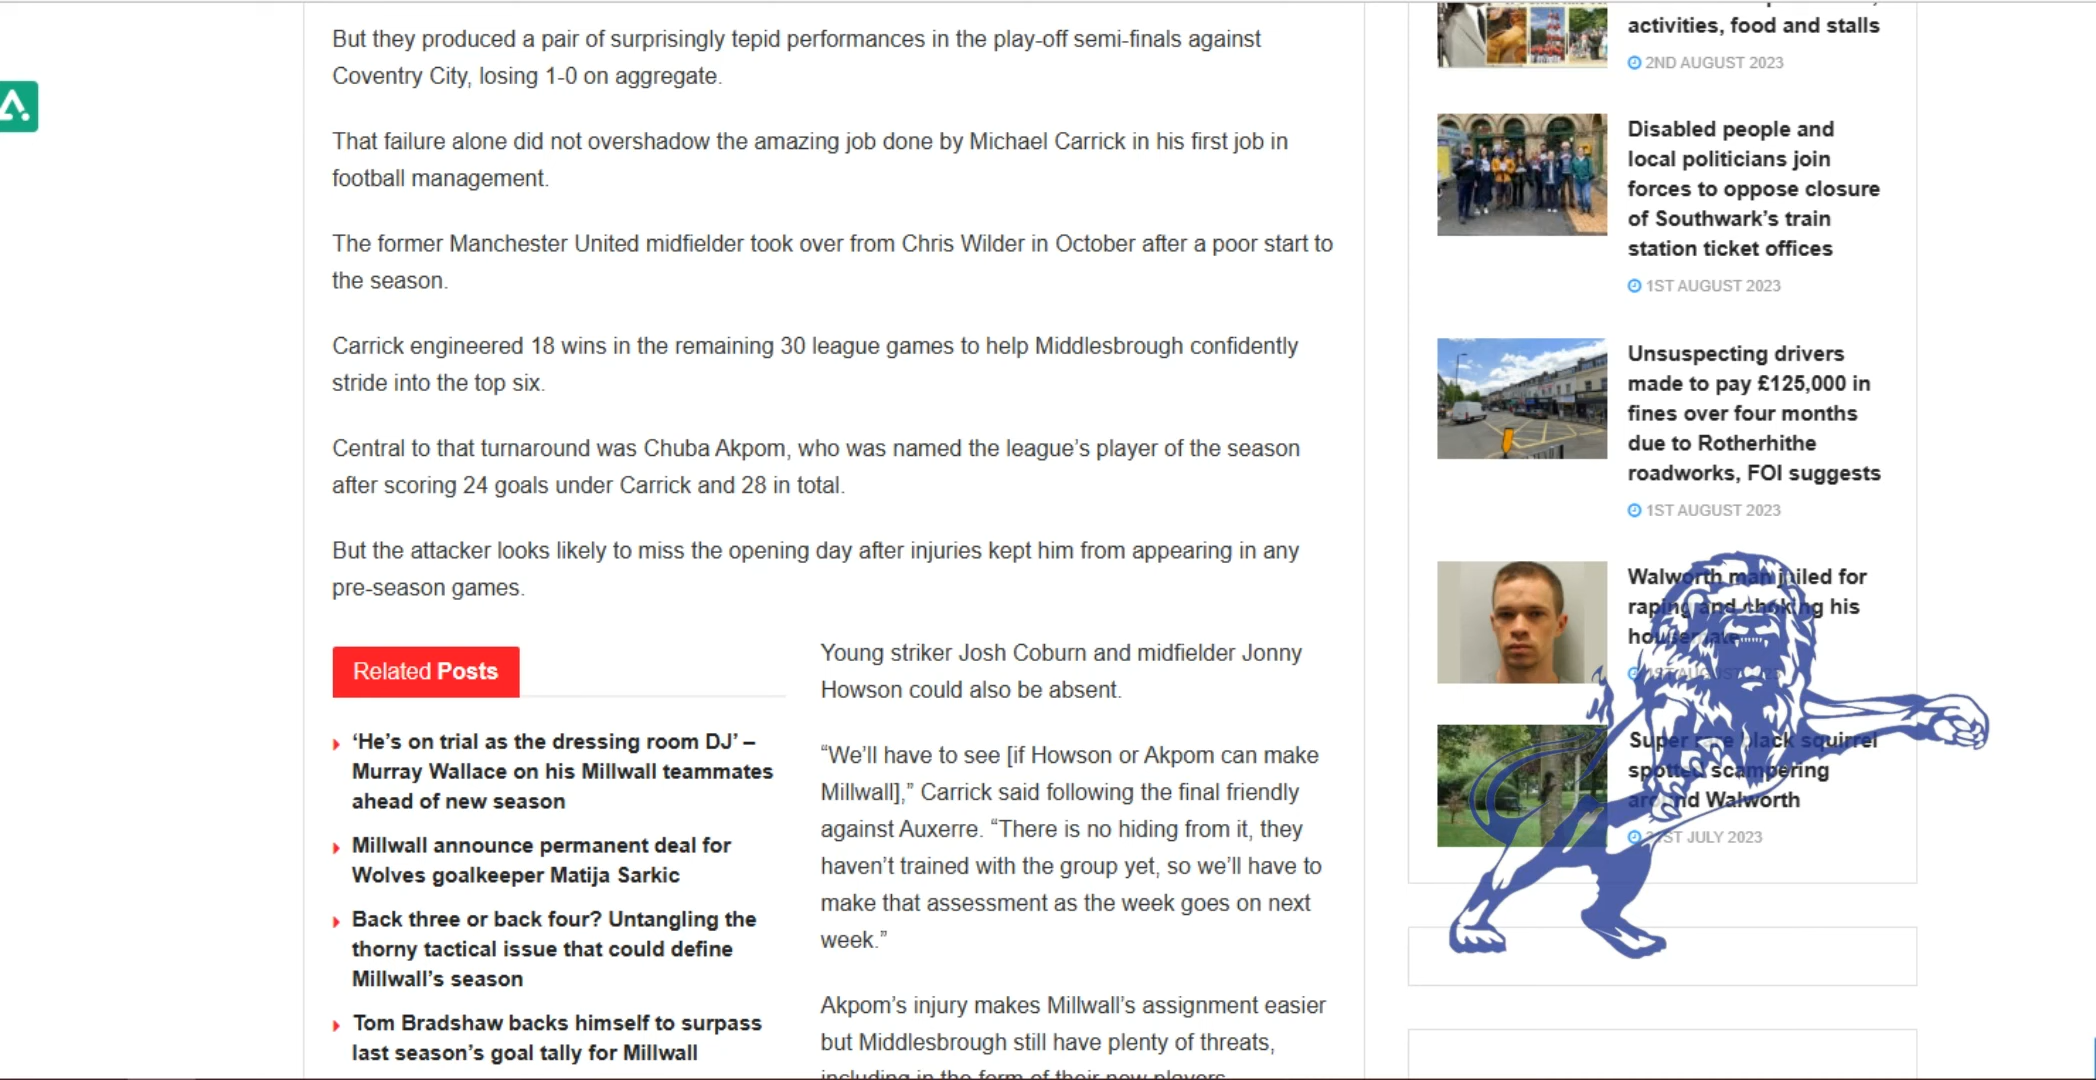 But they produced a pair of surprisingly tepid performances in the play-off semi-finals against
Coventry City, losing 1-0 on aggregate.
That failure alone did not overshadow the amazing job done by Michael Carrick in his first job in
football management.
The former Manchester United midfielder took over from Chris Wilder in October after a poor start to
the season.
Carrick engineered 18 wins in the remaining 30 league games to help Middlesbrough confidently
stride into the top six.
Central to that turnaround was Chuba Akpom, who was named the league’s player of the season
after scoring 24 goals under Carrick and 28 in total.
But the attacker looks likely to miss the opening day after injuries kept him from appearing in any
pre-season games.
Related Posts
‘He’s on trial as the dressing room DJ’ –
Murray Wallace on his Millwall teammates
ahead of new season
Millwall announce permanent deal for
Wolves goalkeeper Matija Sarkic
Back three or back four? Untangling the
thorny tactical issue that could define
Millwall’s season
Tom Bradshaw backs himself to surpass
last season’s goal tally for Millwall
Young striker Josh Coburn and midfielder Jonny
Howson could also be absent.
“We’ll have to see [if Howson or Akpom can make
Millwall],” Carrick said following the final friendly
against Auxerre. “There is no hiding from it, they
haven’t trained with the group yet, so we’ll have to
make that assessment as the week goes on next
week.”
Akpom’s injury makes Millwall’s assignment easier
but Middlesbrough still have plenty of threats,
including in the form of their new players
activities, food and stalls
2ND AUGUST 2023
Disabled people and
local politicians join
forces to oppose closure
of Southwark’s train
station ticket offices
1ST AUGUST 2023
Unsuspecting drivers
made to pay £125,000 in
fines over four months
due to Rotherhithe
roadworks, FOI suggests
1ST AUGUST 2023
Walworth man jailed for
raping and choking his
housemate
1ST AUGUST 2023
Super rare black squirrel
spotted scampering
around Walworth
31ST JULY 2023